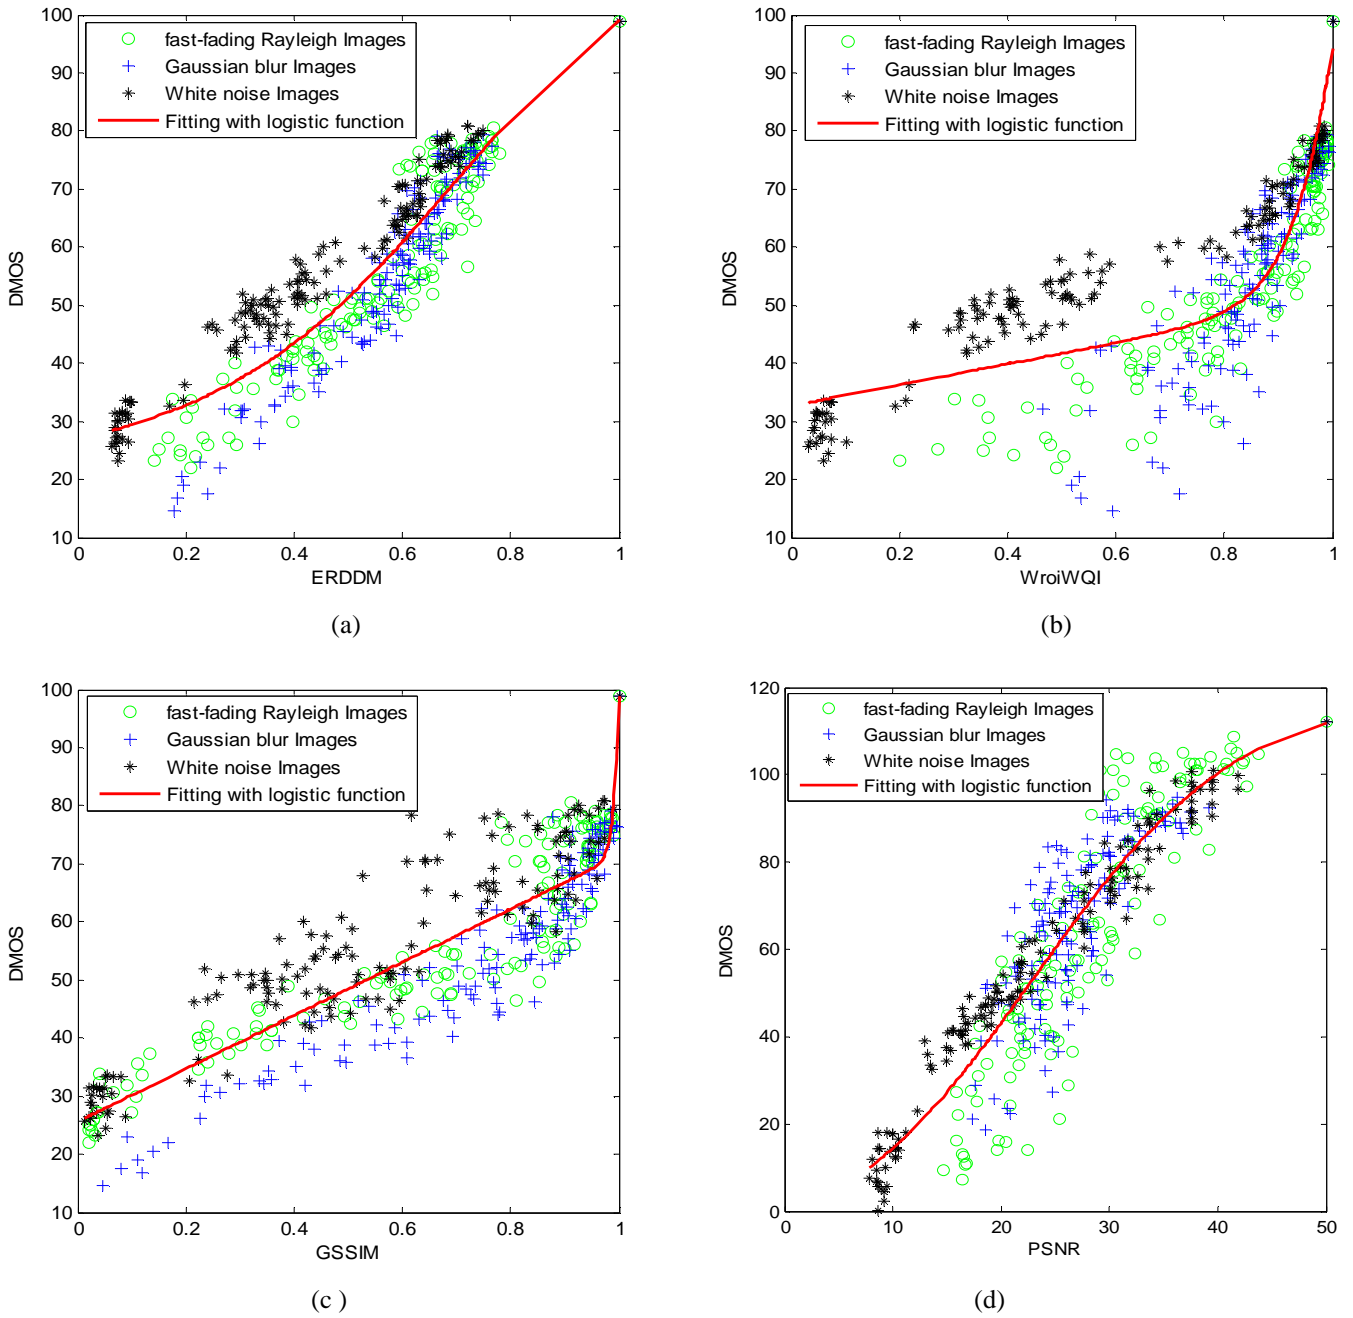 100
90
80
70
60
50
40
30
20
10
DMOS
fast-fading Rayleigh Images
Gaussian blur Images
White noise Images
Fitting with logistic function
0 0.2 0.4 0.6 0.8 1
ERDDM
(a)
100
90
80
70
60
50
40
30
20
10
DMOS
fast-fading Rayleigh Images
Gaussian blur Images
White noise Images
Fitting with logistic function
0 0.2 0.4 0.6 0.8 1
WroiWQI
(b)
100
90
80
70
60
50
40
30
20
10
DMOS
fast-fading Rayleigh Images
Gaussian blur Images
White noise Images
Fitting with logistic function
0 0.2 0.4 0.6 0.8 1
GSSIM
(c )
120
100
80
60
40
20
0
DMOS
fast-fading Rayleigh Images
Gaussian blur Images
White noise Images
Fitting with logistic function
0 10 20 30 40 50
PSNR
(d)